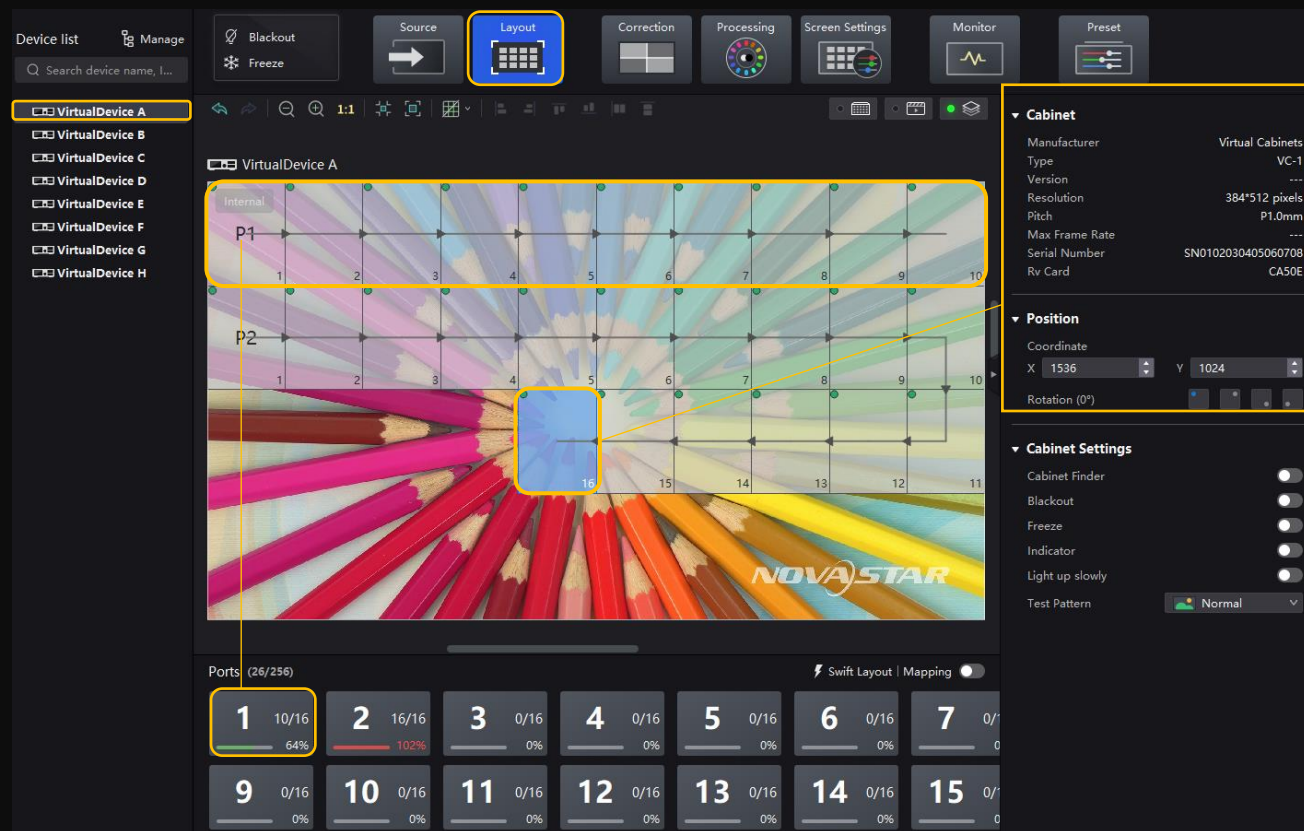 Source
Layout
Correction
Processing
Screen Settings
Monitor
Preset
Device list
Manage
Search device name, I...
Blackout
Freeze
VirtualDevice A
VirtualDevice B
VirtualDevice C
VirtualDevice D
VirtualDevice E
VirtualDevice F
VirtualDevice G
VirtualDevice H
1:1
VirtualDevice A
Internal
P1
1 2 3 4 5 6 7 8 9 10
P2
1 2 3 4 5 6 7 8 9 10
16 15 14 13 12 11
NOVASTAR
Ports (26/256)
Swift Layout | Mapping
1 10/16 2 16/16 3 0/16 4 0/16 5 0/16 6 0/16 7 0/1
64% 102% 0% 0% 0% 0% 0
9 0/16 10 0/16 11 0/16 12 0/16 13 0/16 14 0/16 15 0/1
0% 0% 0% 0% 0% 0% 0
Cabinet
Manufacturer Virtual Cabinets
Type VC-1
Version ---
Resolution 384*512 pixels
Pitch P1.0mm
Max Frame Rate ---
Serial Number SN0102030405060708
Rv Card CA50E
Position
Coordinate
X 1536 Y 1024
Rotation (0°)
Cabinet Settings
Cabinet Finder
Blackout
Freeze
Indicator
Light up slowly
Test Pattern Normal